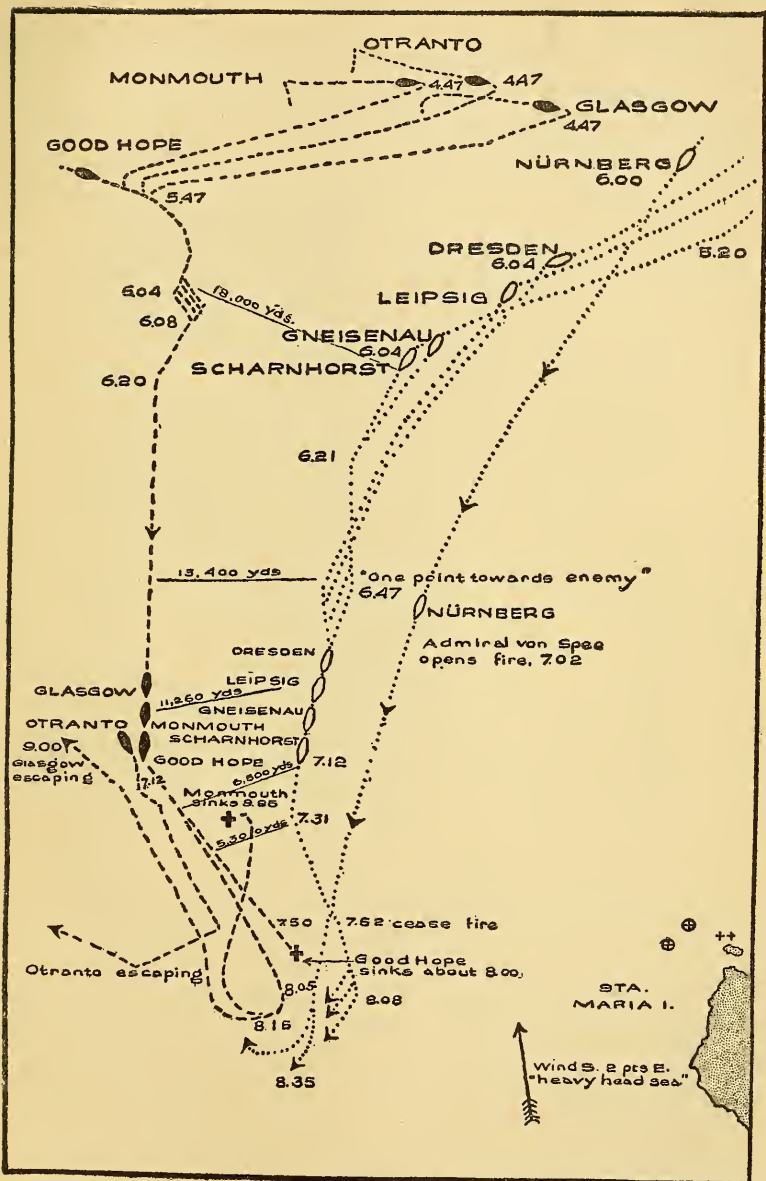 OTRANTO
MONMOUTH
4.47
4.47
GLASGOW
4.47
GOOD HOPE
NÜRNBERG
6.00
5.47
DRESDEN
6.04
5.20
LEIPSIG
18,000 yds.
6.04
6.08
GNEISENAU
6.04
SCHARNHORST
6.20
6.21
13,400 yds
"One point towards enemy"
6.47
NÜRNBERG
Admiral von Spee
opens fire, 7.02
DRESDEN
LEIPSIG
GLASGOW
11,260 yds
GNEISENAU
OTRANTO
MONMOUTH
SCHARNHORST
9.00
Glasgow
escaping
GOOD HOPE
7.12
7.12
6,600 yds
Monmouth
sinks
7.31
5,300 yds
7.50
7.52 cease fire
Good Hope
sinks about 8.00
Otranto escaping
8.05
8.08
8.15
8.35
STA.
MARIA I.
Wind S. 2 pts E.
"heavy head sea"